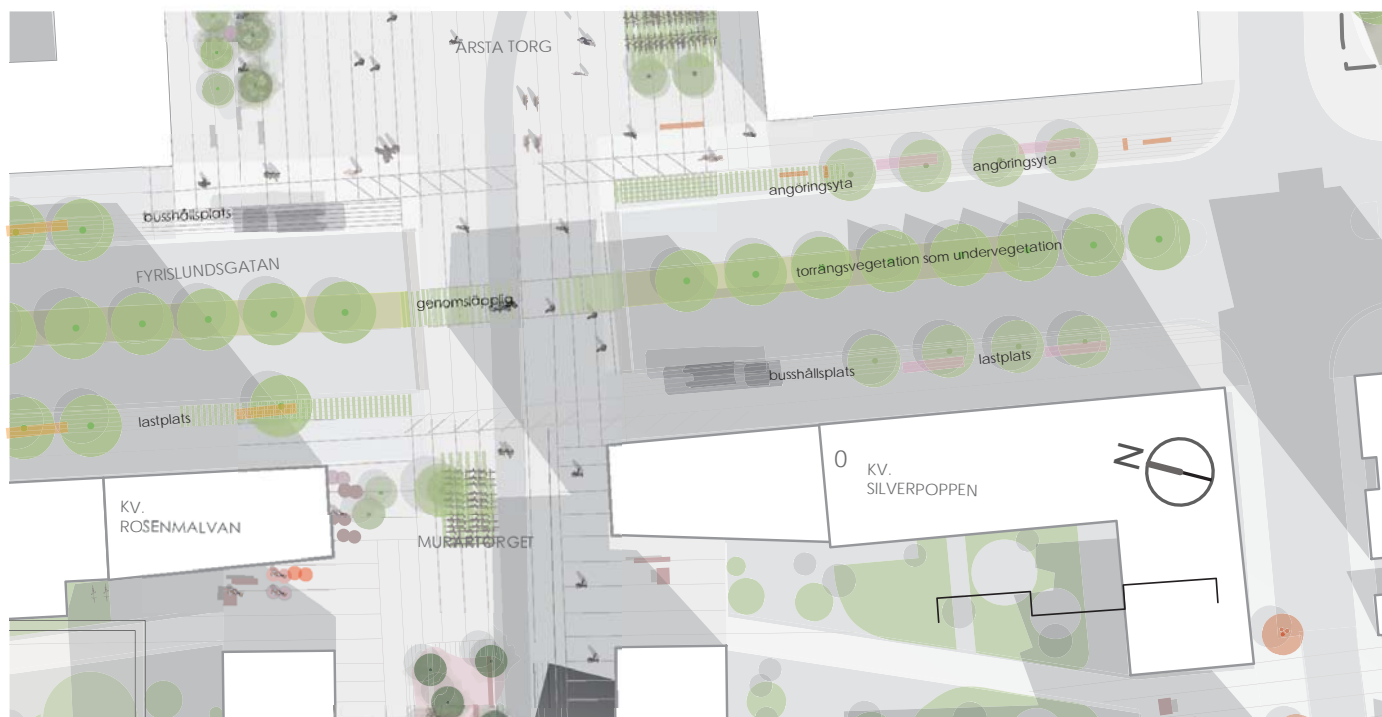 ÅRSTA TORG
angöringsyta
angöringsyta
busshållsplats
FYRISLUNDSGATAN
torrängsvegetation som undervegetation
genomsläpplig
lastplats
busshållsplats
lastplats
N
0
KV.
SILVERPOPPEN
KV.
ROSENMALVAN
MURARTORGET